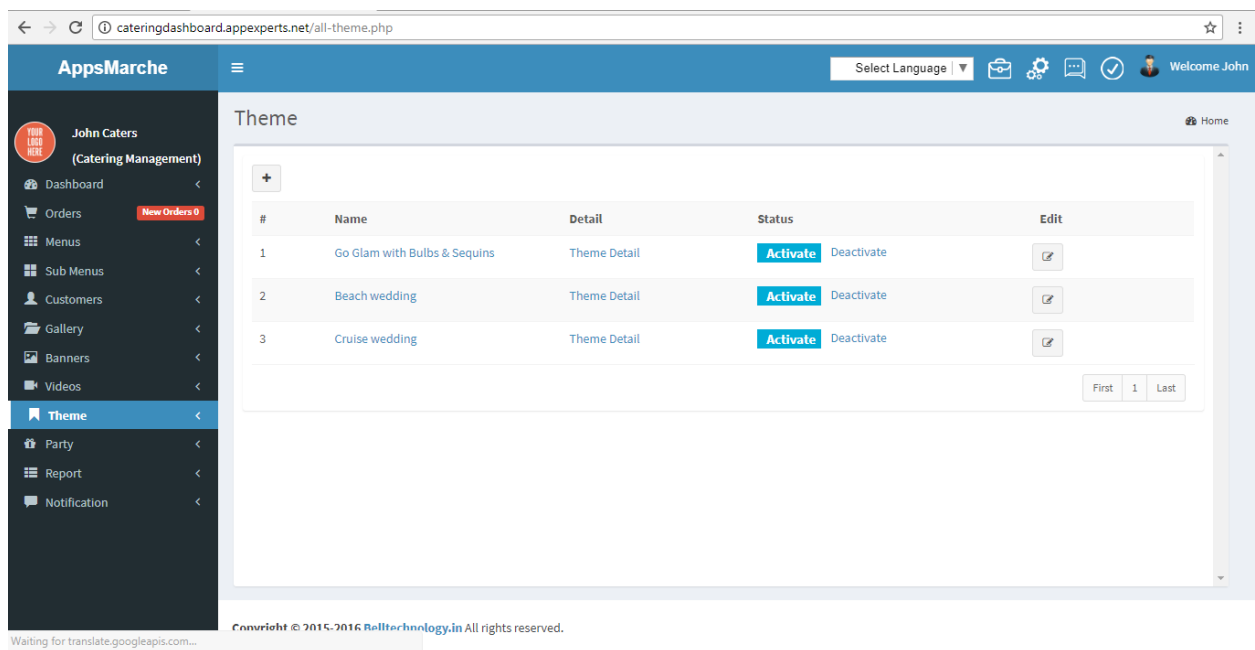 cateringdashboard.appexperts.net/all-theme.php
AppsMarche
Select Language
Welcome John
YOUR
LOGO
HERE
John Caters
(Catering Management)
Dashboard
Orders
New Orders 0
Menus
Sub Menus
Customers
Gallery
Banners
Videos
Theme
Party
Report
Notification
Theme
Home
+
# Name Detail Status Edit
1 Go Glam with Bulbs & Sequins Theme Detail Activate Deactivate
2 Beach wedding Theme Detail Activate Deactivate
3 Cruise wedding Theme Detail Activate Deactivate
First 1 Last
Copyright © 2015-2016 Belltechnology.in All rights reserved.
Waiting for translate.googleapis.com...